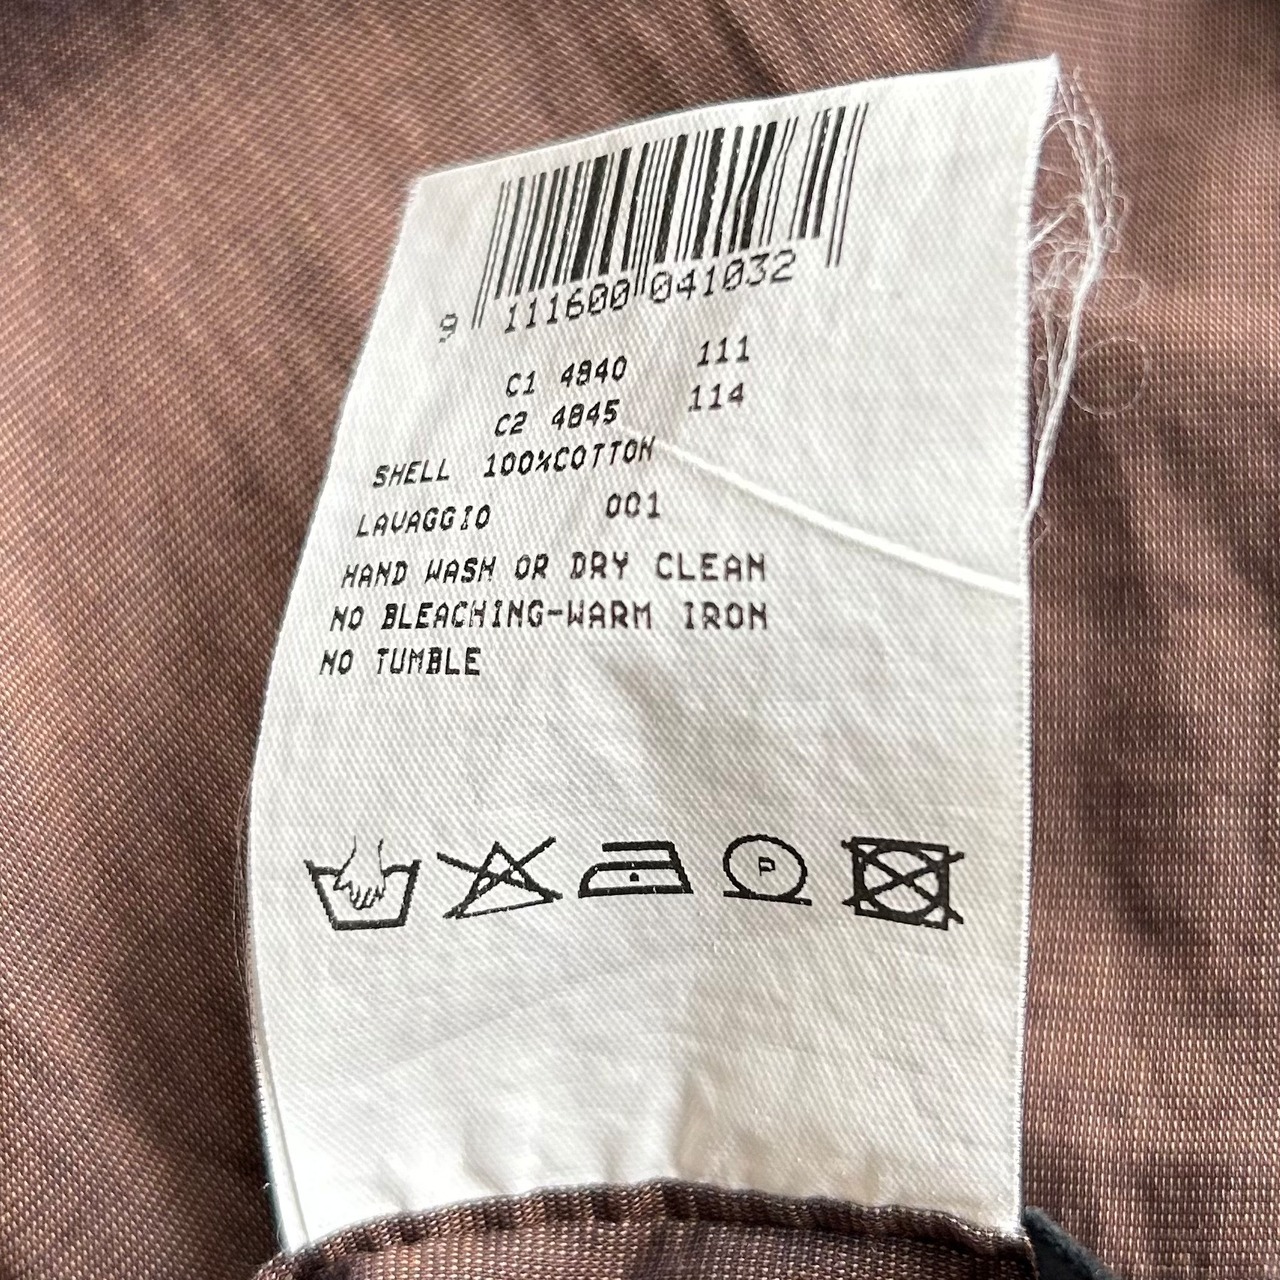 9 111600 041032
C1 4840 111
C2 4845 114
SHELL 100%COTTON
LAVAGGIO 001
HAND WASH OR DRY CLEAN
NO BLEACHING-WARM IRON
NO TUMBLE
P